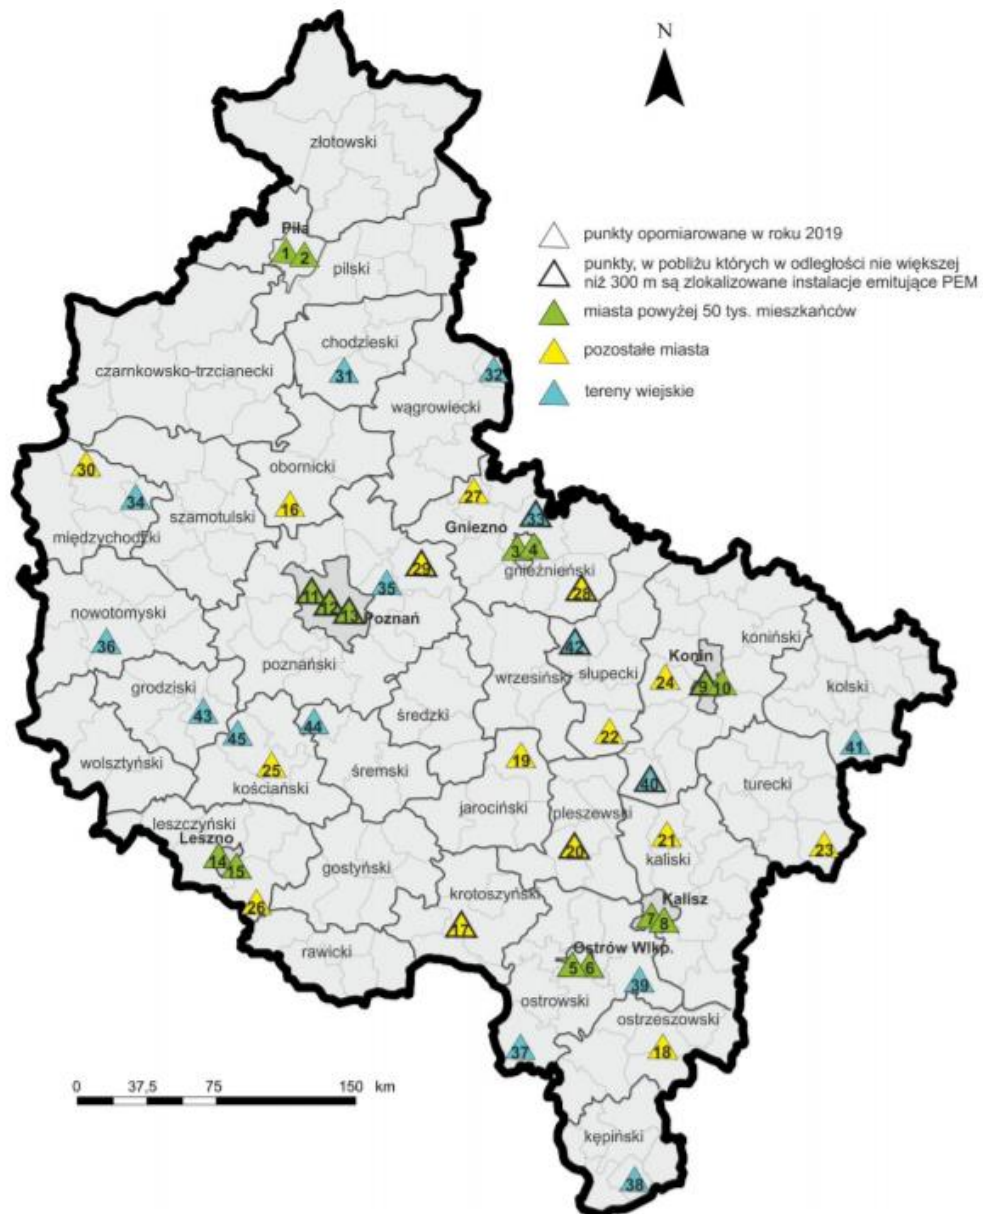 N
złotowski
Piła
1
2
pilski
punkty opomiarowane w roku 2019
punkty, w pobliżu których w odległości nie większej
niż 300 m są zlokalizowane instalacje emitujące PEM
miasta powyżej 50 tys. mieszkańców
pozostałe miasta
tereny wiejskie
chodzieski
31
32
czarnkowsko-trzcianecki
wągrowiecki
30
34
obornicki
16
szamotulski
międzychodzki
27
33
Gniezno
3
4
gnieźnieński
29
28
35
11
12
13
Poznań
nowotomyski
36
poznański
42
wrzesiński
słupecki
Konin
koniński
24
9
10
kolski
grodziski
43
44
45
średzki
22
41
wolsztyński
25
kościański
śremski
19
40
turecki
jarociński
pleszewski
leszczyński
Leszno
14
15
gostyński
20
21
kaliski
23
26
krotoszyński
17
Kalisz
7
8
rawicki
Ostrów Wlkp.
5
6
39
ostrowski
ostrzeszowski
37
18
0 37,5 75 150 km
kępiński
38